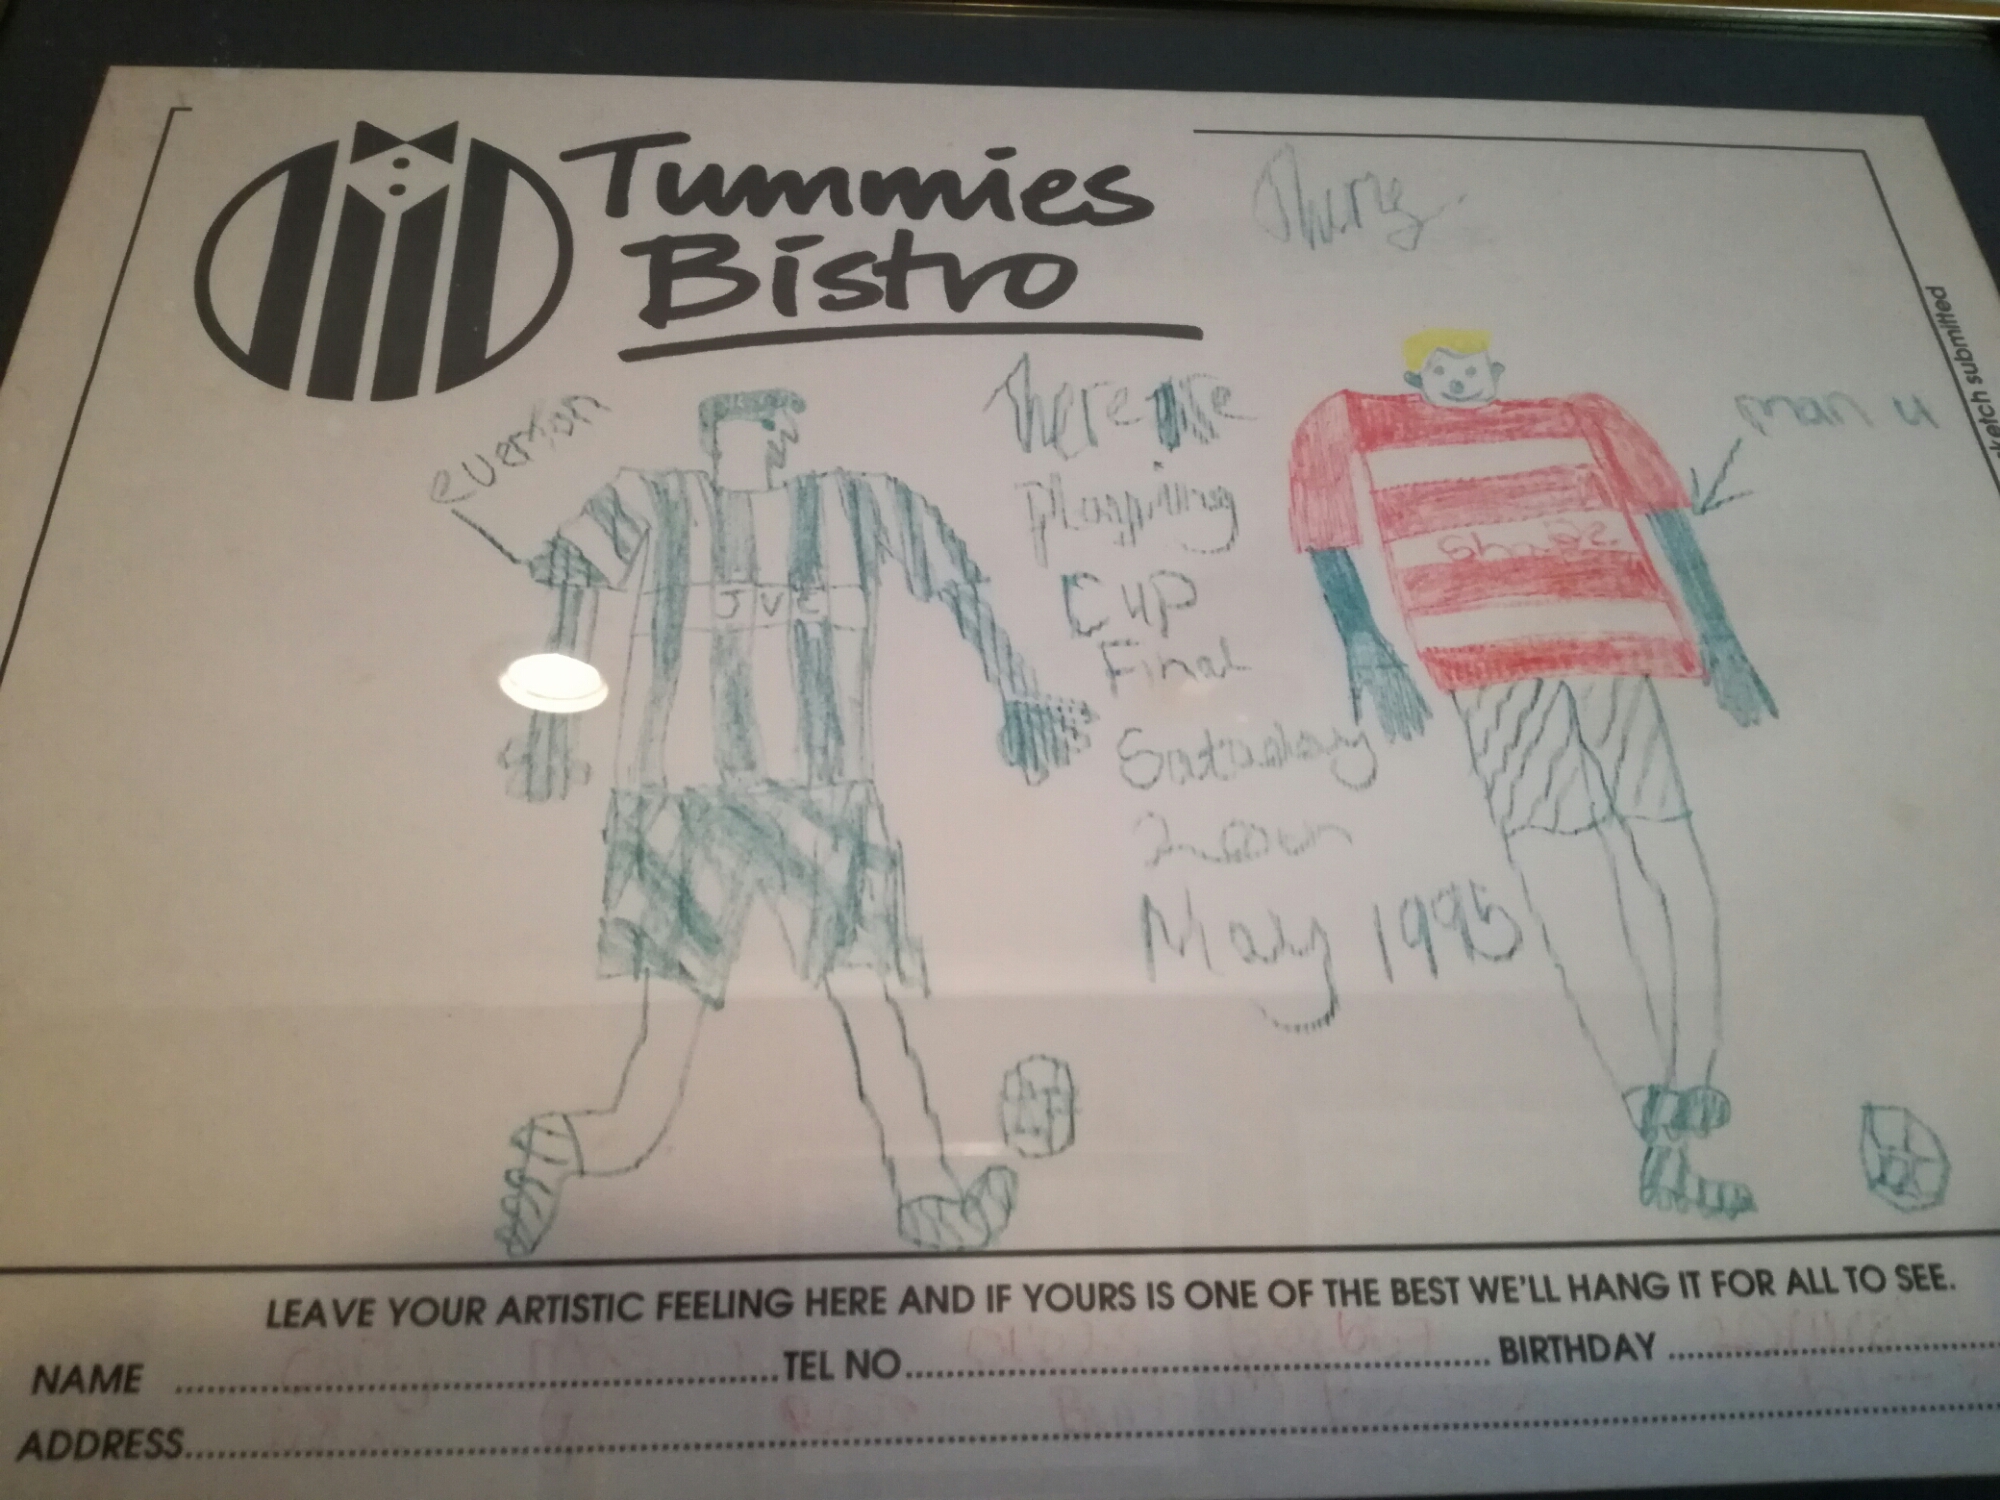 Tummies
Bistro
everton
There are
playing
Cup
Final
Saturday
May 1995
man u
JVC
sketch submitted
LEAVE YOUR ARTISTIC FEELING HERE AND IF YOURS IS ONE OF THE BEST WE'LL HANG IT FOR ALL TO SEE.
NAME ........ TEL NO ........ BIRTHDAY ........
ADDRESS ........